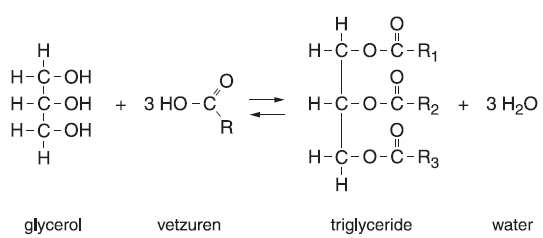 H H O
H-C-O-C-R1
H-C-OH O
H-C-OH + 3 HO-C O R H-C-O-C-R2 + 3 H2O
H-C-OH O
H H-C-O-C-R3
H
glycerol vetzuren triglyceride water